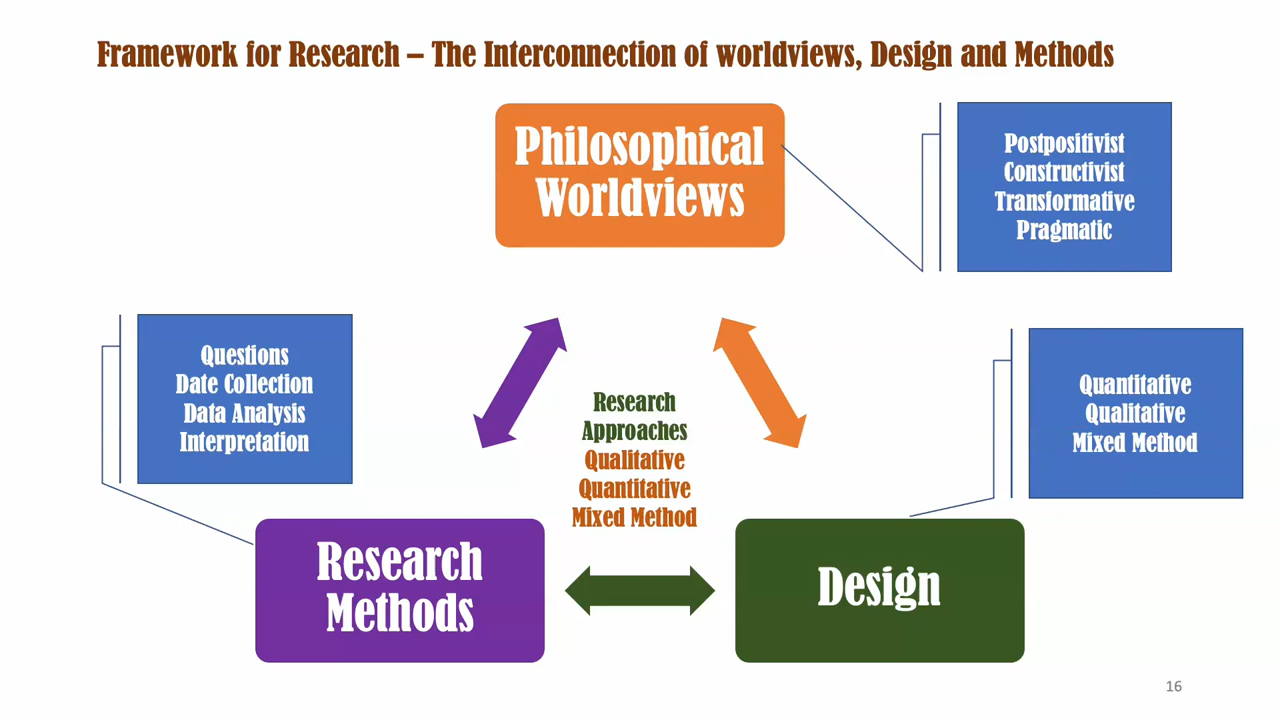 Framework for Research – The Interconnection of worldviews, Design and Methods
Philosophical
Worldviews
Postpositivist
Constructivist
Transformative
Pragmatic
Questions
Date Collection
Data Analysis
Interpretation
Research
Approaches
Qualitative
Quantitative
Mixed Method
Quantitative
Qualitative
Mixed Method
Research
Methods
Design
16